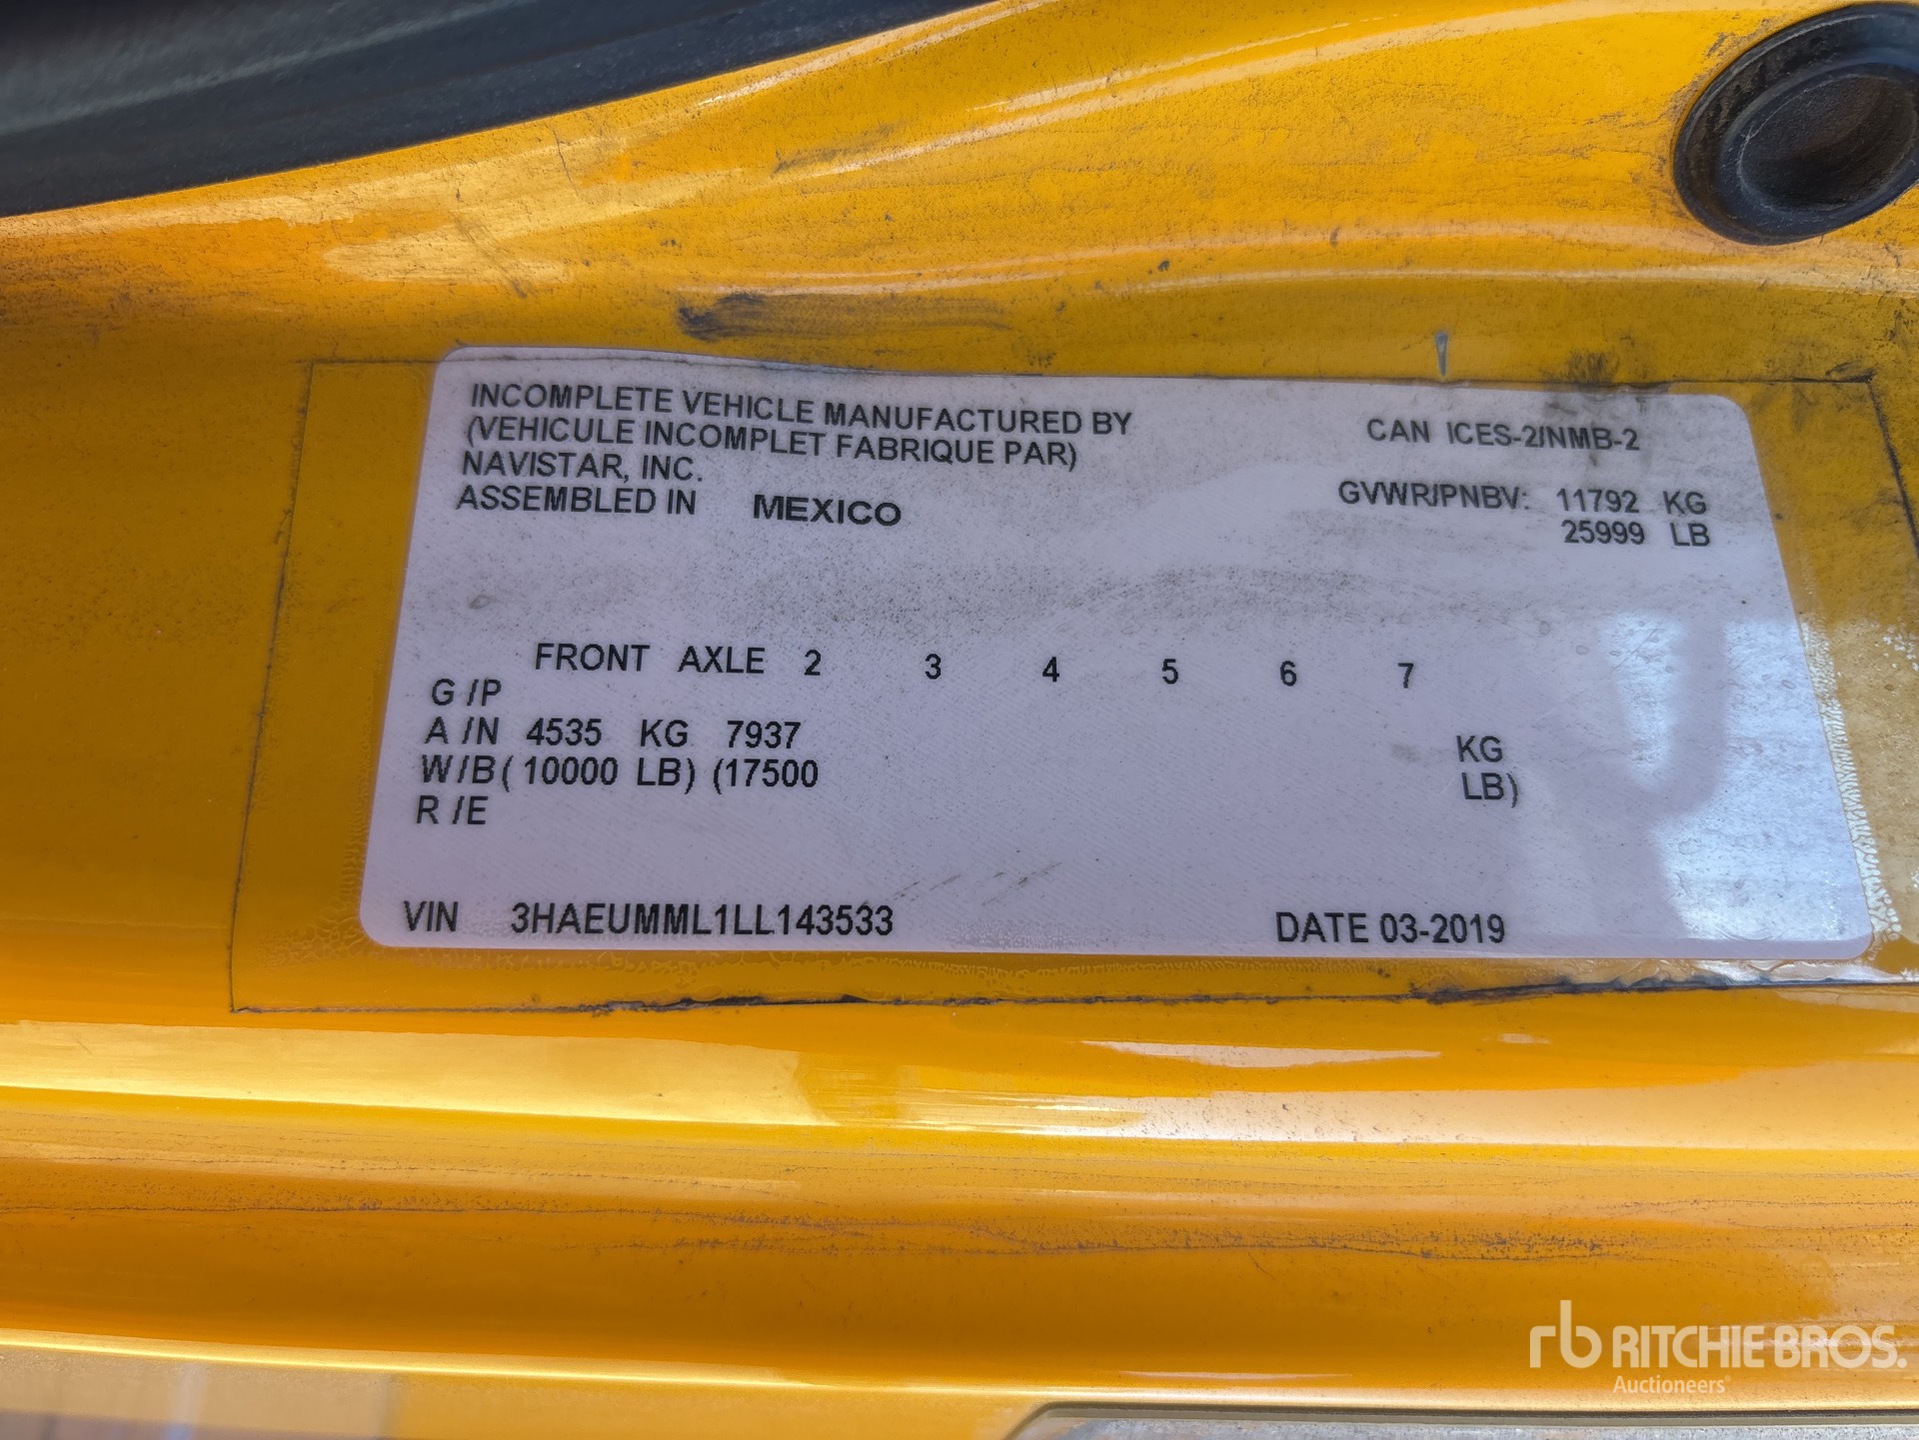 INCOMPLETE VEHICLE MANUFACTURED BY
(VEHICULE INCOMPLET FABRIQUE PAR)
NAVISTAR, INC.
ASSEMBLED IN MEXICO
CAN ICES-2/NMB-2
GVWR/PNBV: 11792 KG
25999 LB
FRONT AXLE 2 3 4 5 6 7
G /P
A /N 4535 KG 7937 KG
W/B ( 10000 LB) (17500 LB)
R /E
VIN 3HAEUMML1LL143533
DATE 03-2019
rb RITCHIE BROS.
Auctioneers